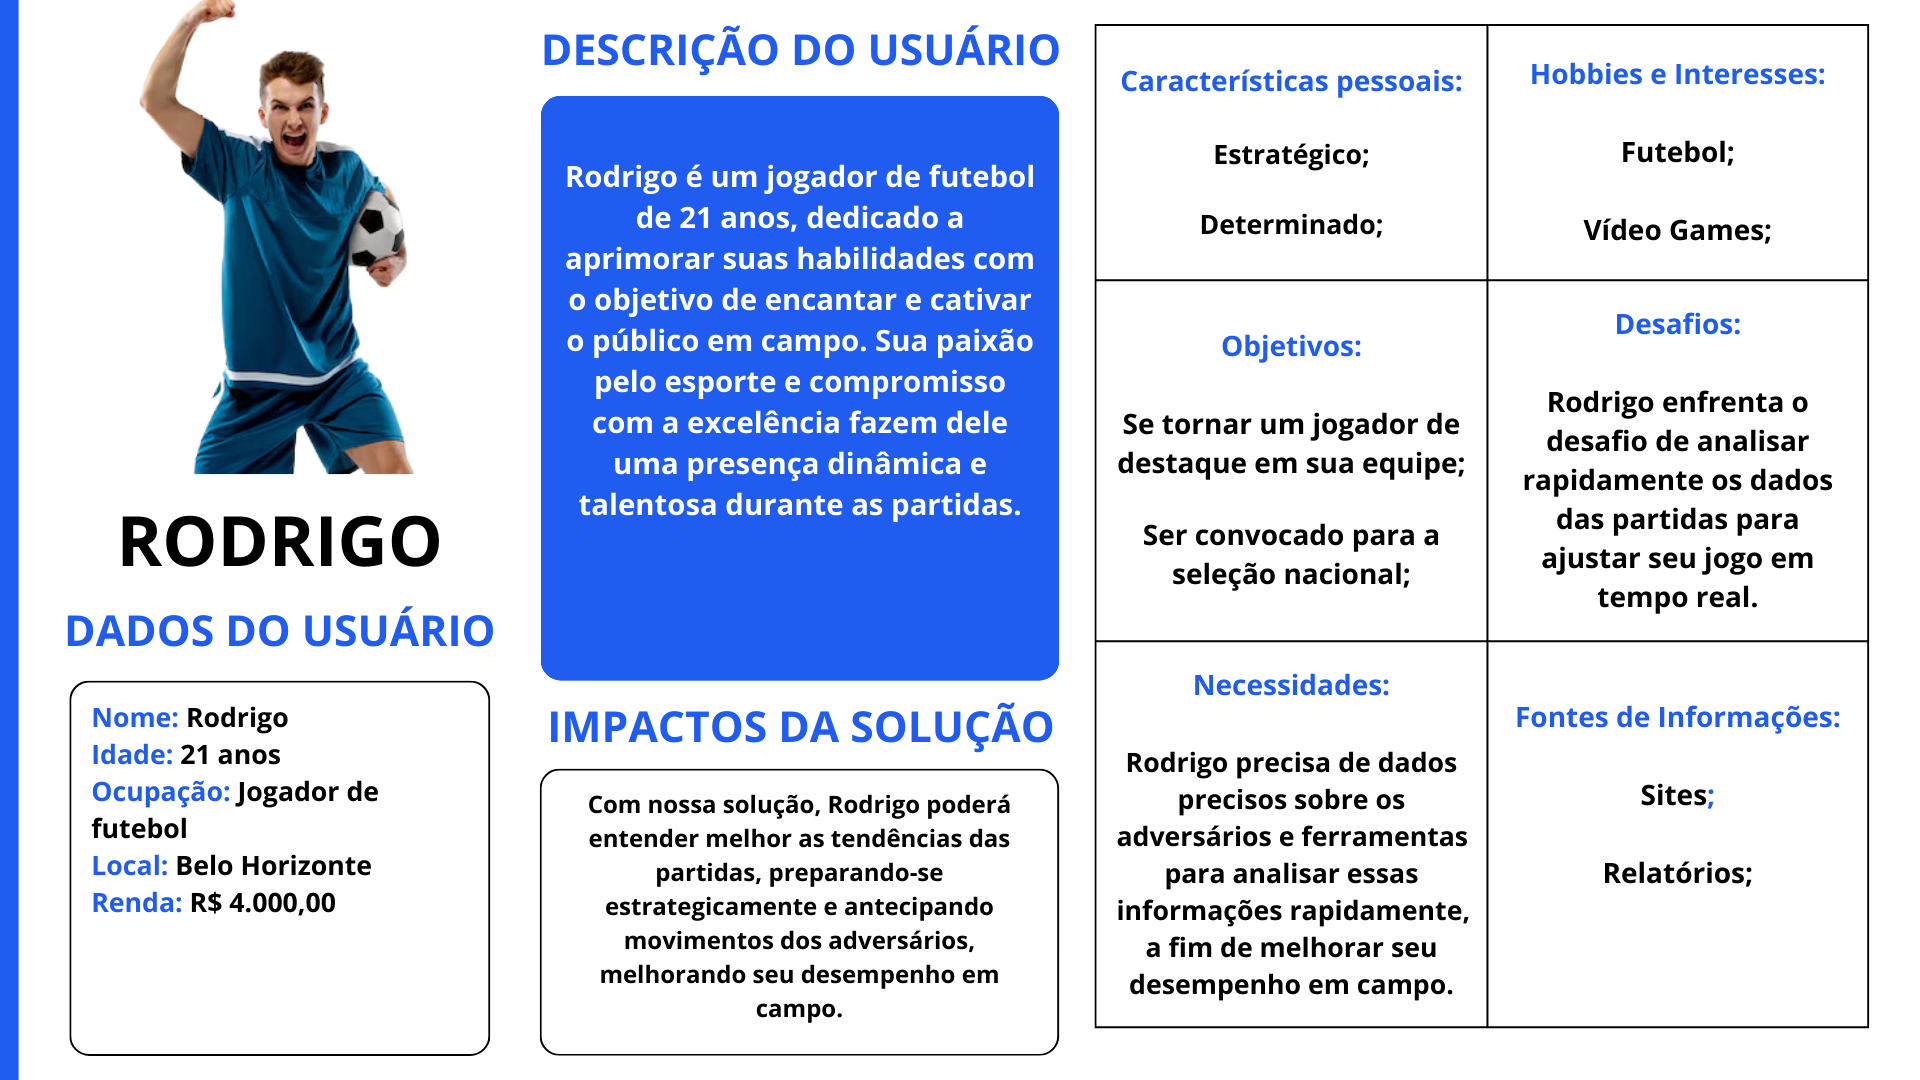 RODRIGO
DADOS DO USUÁRIO
Nome: Rodrigo
Idade: 21 anos
Ocupação: Jogador de
futebol
Local: Belo Horizonte
Renda: R$ 4.000,00
DESCRIÇÃO DO USUÁRIO
Rodrigo é um jogador de futebol
de 21 anos, dedicado a
aprimorar suas habilidades com
o objetivo de encantar e cativar
o público em campo. Sua paixão
pelo esporte e compromisso
com a excelência fazem dele
uma presença dinâmica e
talentosa durante as partidas.
IMPACTOS DA SOLUÇÃO
Com nossa solução, Rodrigo poderá
entender melhor as tendências das
partidas, preparando-se
estrategicamente e antecipando
movimentos dos adversários,
melhorando seu desempenho em
campo.
Características pessoais:
Estratégico;
Determinado;
Hobbies e Interesses:
Futebol;
Vídeo Games;
Objetivos:
Se tornar um jogador de
destaque em sua equipe;
Ser convocado para a
seleção nacional;
Desafios:
Rodrigo enfrenta o
desafio de analisar
rapidamente os dados
das partidas para
ajustar seu jogo em
tempo real.
Necessidades:
Rodrigo precisa de dados
precisos sobre os
adversários e ferramentas
para analisar essas
informações rapidamente,
a fim de melhorar seu
desempenho em campo.
Fontes de Informações:
Sites;
Relatórios;